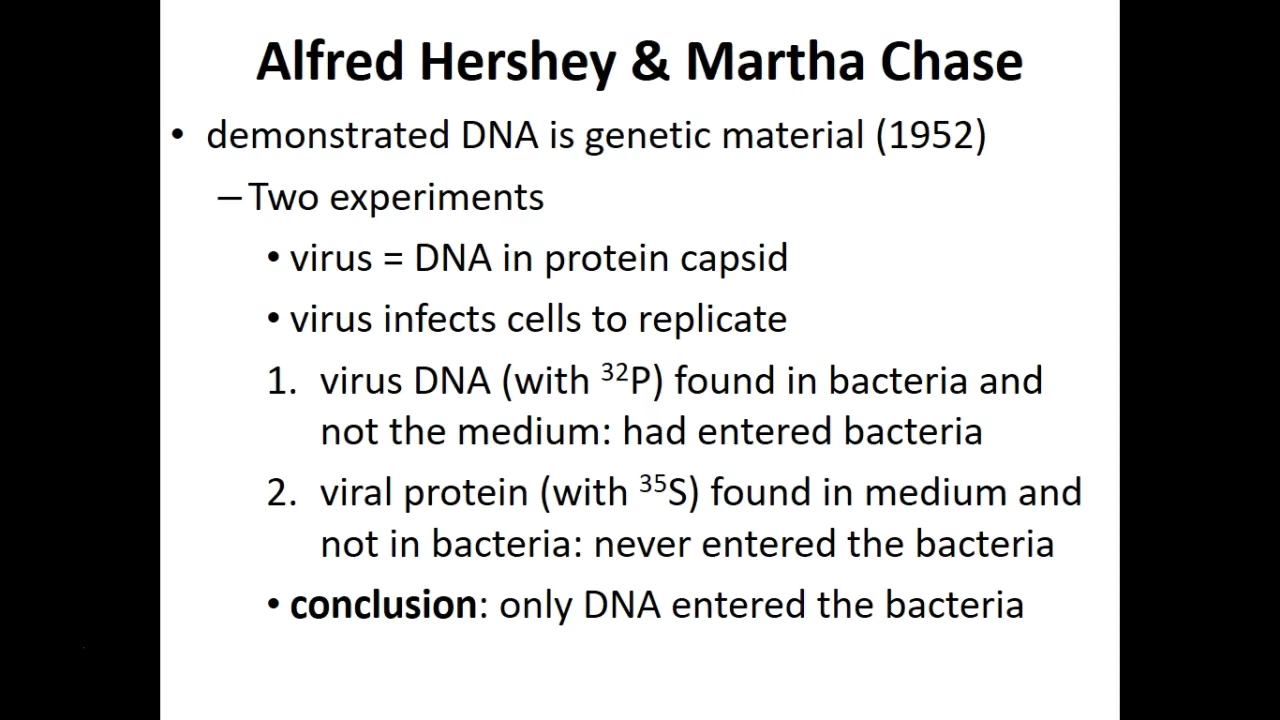 Alfred Hershey & Martha Chase
• demonstrated DNA is genetic material (1952)
– Two experiments
• virus = DNA in protein capsid
• virus infects cells to replicate
1. virus DNA (with ³²P) found in bacteria and
not the medium: had entered bacteria
2. viral protein (with ³⁵S) found in medium and
not in bacteria: never entered the bacteria
• conclusion: only DNA entered the bacteria